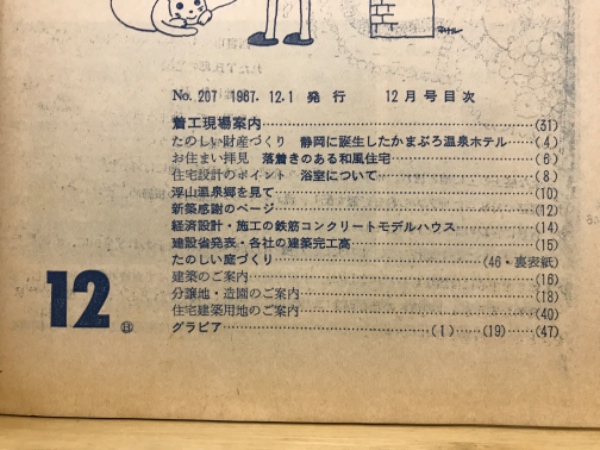 No. 207 1967. 12.1 発行 12月号目次
着工現場案内……(31)
たのしい財産づくり 静岡に誕生したかまぶろ温泉ホテル……(4)
お住まい拝見 落着きのある和風住宅……(6)
住宅設計のポイント 浴室について……(8)
浮山温泉郷を見て……(10)
新築感謝のページ……(12)
経済設計・施工の鉄筋コンクリートモデルハウス……(14)
建設省発表・各社の建築完工高……(15)
たのしい庭づくり……(46・裏表紙)
建築のご案内……(16)
分譲地・造園のご案内……(18)
住宅建築用地のご案内……(40)
グラビア……(1)……(19)……(47)
12